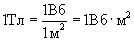 1Тл = 1Вб/1м² = 1Вб · м²